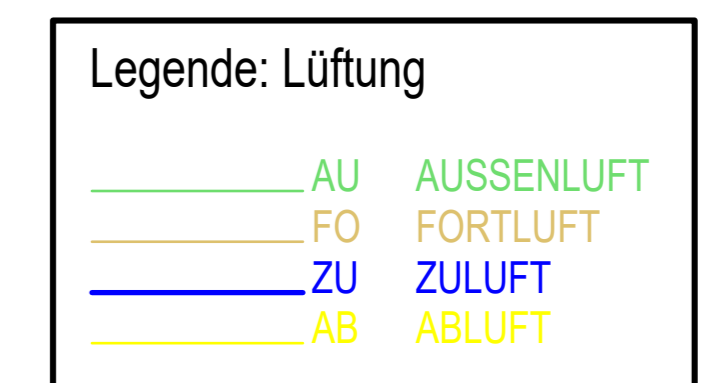 Legende: Lüftung
AU AUSSENLUFT
FO FORTLUFT
ZU ZULUFT
AB ABLUFT